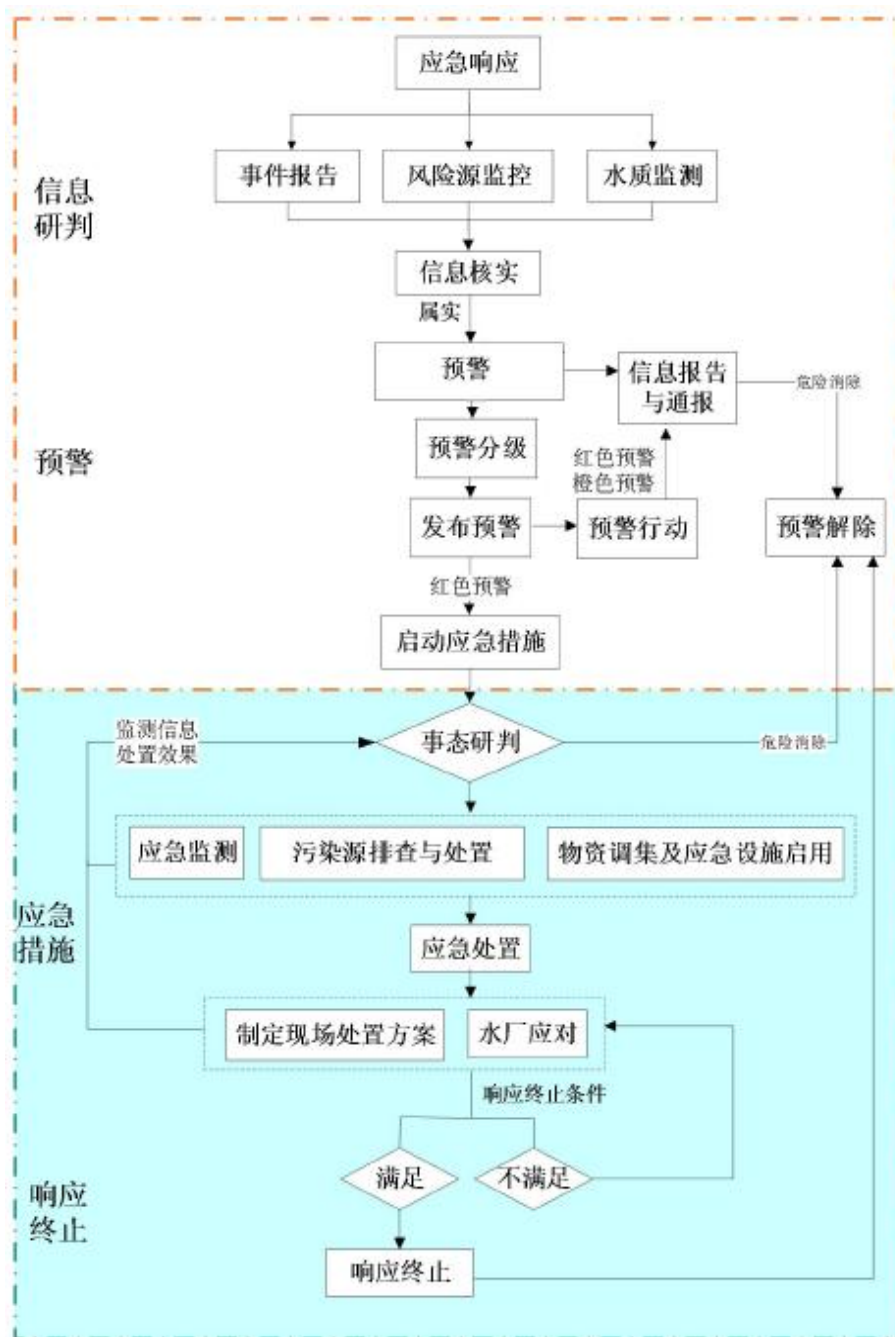 应急响应
事件报告
风险源监控
水质监测
信息
研判
信息核实
属实
预警
信息报告
与通报
危险消除
预警
预警分级
红色预警
橙色预警
发布预警
预警行动
预警解除
红色预警
启动应急措施
监测信息
处置效果
事态研判
危险消除
应急监测
污染源排查与处置
物资调集及应急设施启用
应急
措施
应急处置
制定现场处置方案
水厂应对
响应终止条件
满足
不满足
响应
终止
响应终止